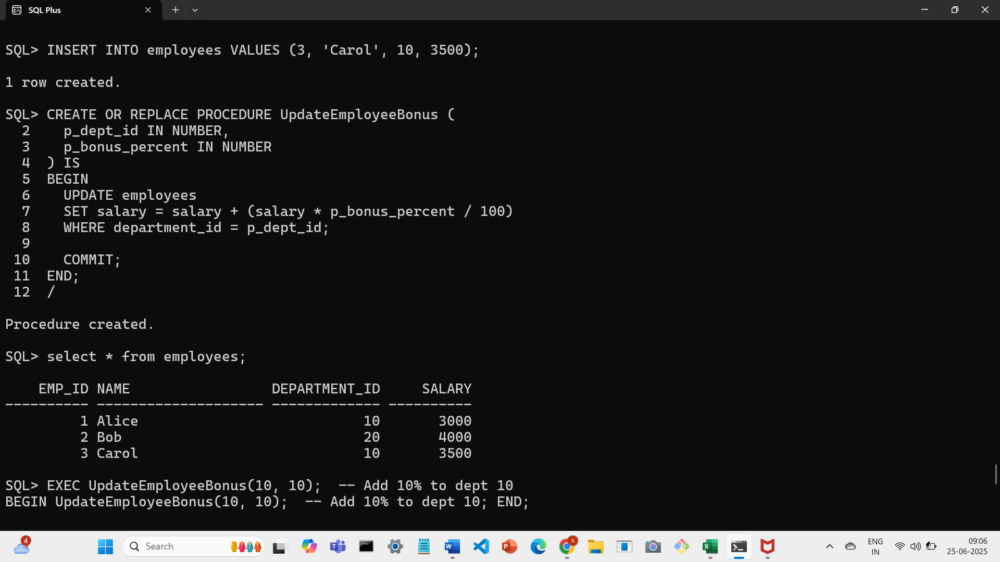 SQL Plus
SQL> INSERT INTO employees VALUES (3, 'Carol', 10, 3500);
1 row created.
SQL> CREATE OR REPLACE PROCEDURE UpdateEmployeeBonus (
  2    p_dept_id IN NUMBER,
  3    p_bonus_percent IN NUMBER
  4  ) IS
  5  BEGIN
  6    UPDATE employees
  7    SET salary = salary + (salary * p_bonus_percent / 100)
  8    WHERE department_id = p_dept_id;
  9
 10    COMMIT;
 11  END;
 12  /
Procedure created.
SQL> select * from employees;
    EMP_ID NAME                 DEPARTMENT_ID     SALARY
---------- -------------------- ------------- ----------
         1 Alice                           10       3000
         2 Bob                             20       4000
         3 Carol                           10       3500
SQL> EXEC UpdateEmployeeBonus(10, 10);  -- Add 10% to dept 10
BEGIN UpdateEmployeeBonus(10, 10);  -- Add 10% to dept 10; END;
4
Search
ENG
IN
09:06
25-06-2025